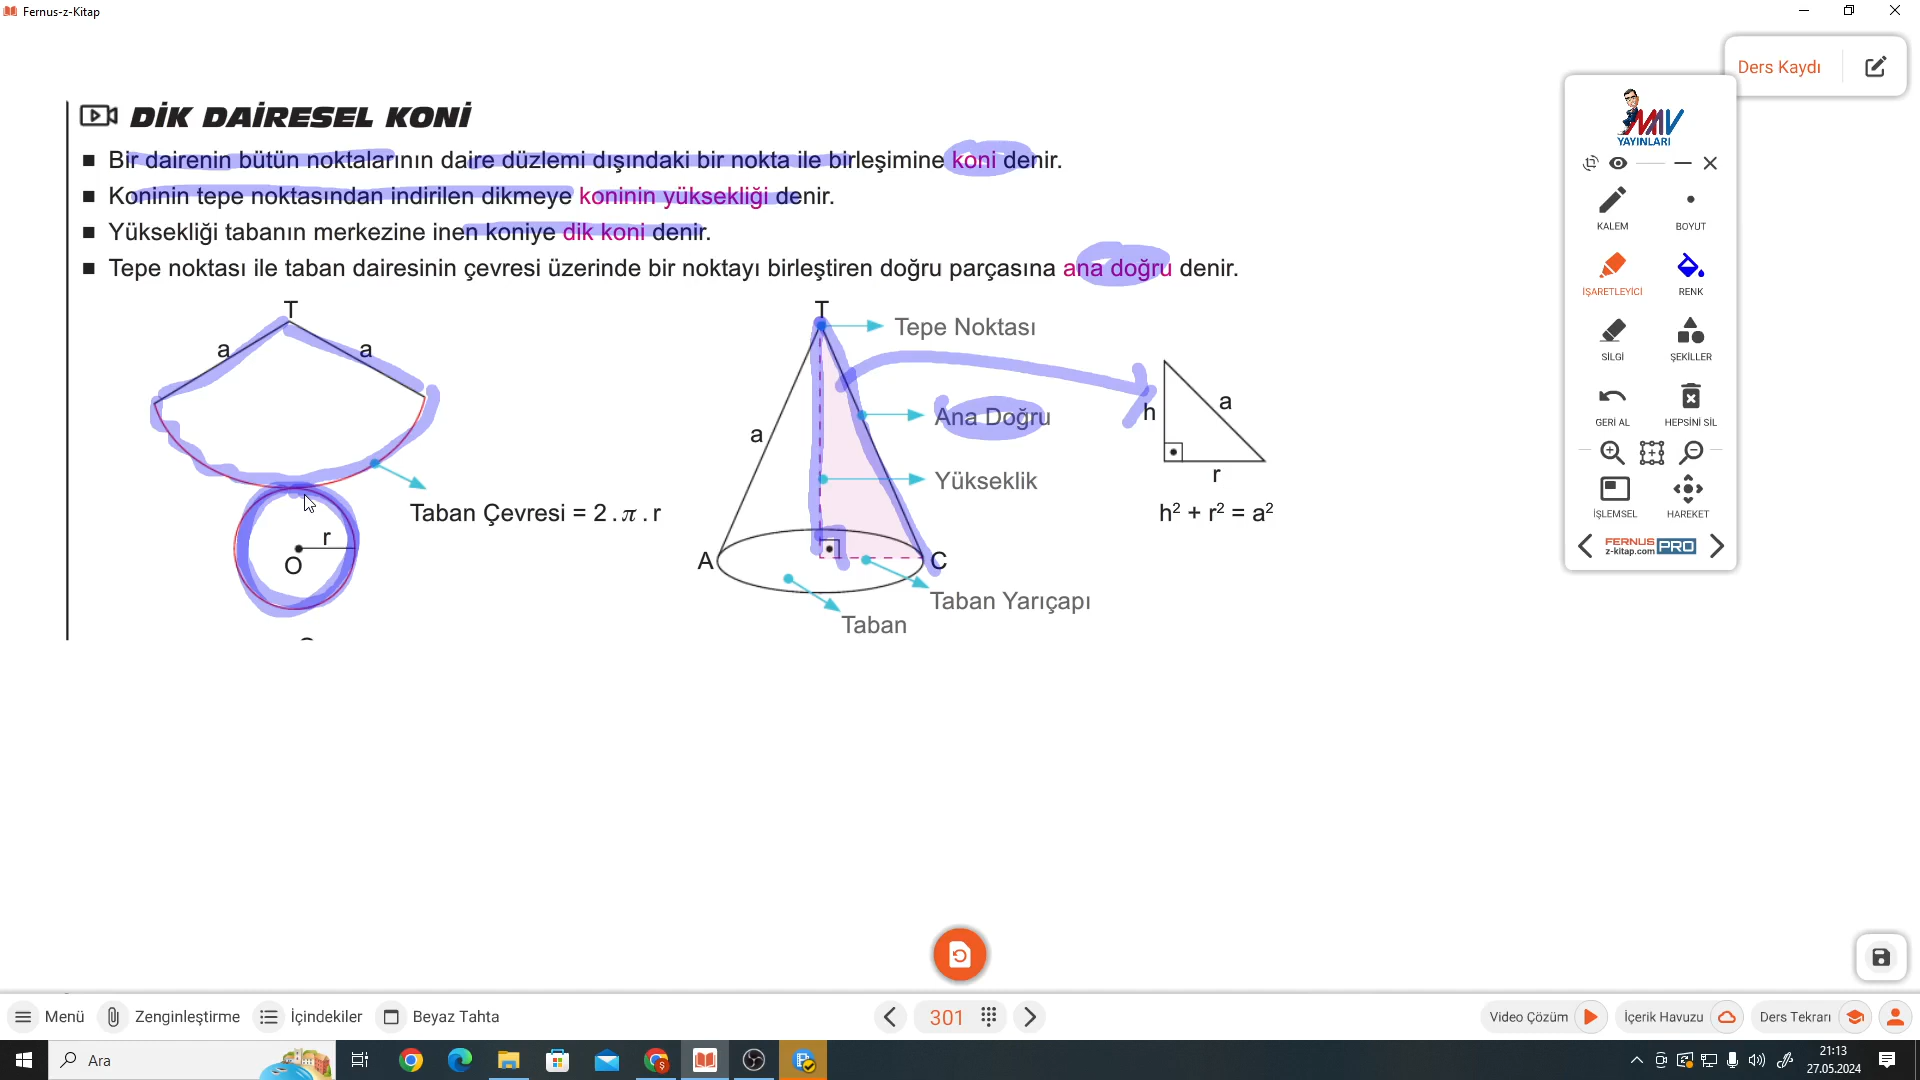 Fernus-z-Kitap
Ders Kaydı
DİK DAİRESEL KONİ
Bir dairenin bütün noktalarının daire düzlemi dışındaki bir nokta ile birleşimine koni denir.
Koninin tepe noktasından indirilen dikmeye koninin yüksekliği denir.
Yüksekliği tabanın merkezine inen koniye dik koni denir.
Tepe noktası ile taban dairesinin çevresi üzerinde bir noktayı birleştiren doğru parçasına ana doğru denir.
T
a
a
r
O
Taban Çevresi = 2 . π . r
T
Tepe Noktası
a
Ana Doğru
Yükseklik
A
C
Taban Yarıçapı
Taban
h
a
r
h² + r² = a²
MAV
YAYINLARI
KALEM
BOYUT
İŞARETLEYİCİ
RENK
SİLGİ
ŞEKİLLER
GERİ AL
HEPSİNİ SİL
İŞLEMSEL
HAREKET
FERNUS
z-kitap.com
PRO
Menü
Zenginleştirme
İçindekiler
Beyaz Tahta
301
Video Çözüm
İçerik Havuzu
Ders Tekrarı
Ara
21:13
27.05.2024